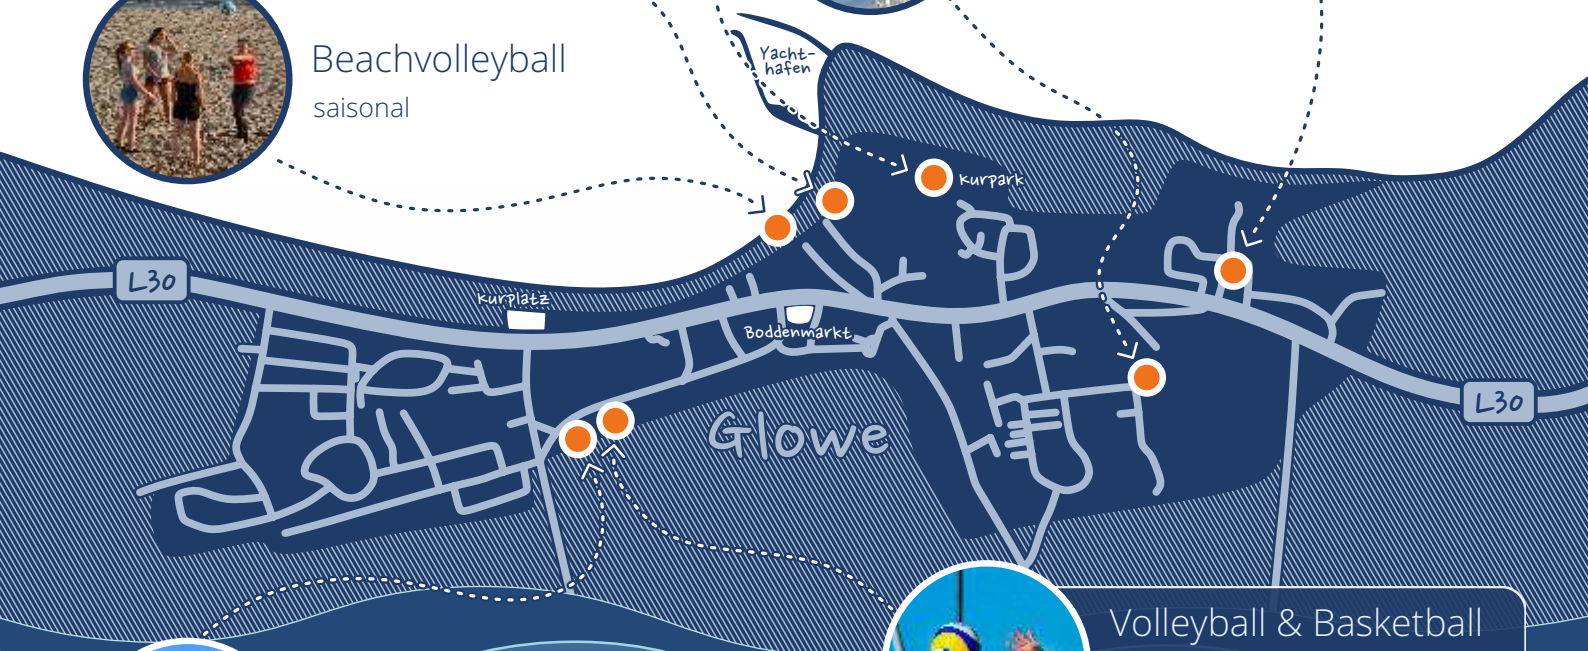 Beachvolleyball
saisonal
Yacht-
hafen
Kurpark
L30
Kurplatz
Boddenmarkt
Glowe
L30
Volleyball & Basketball